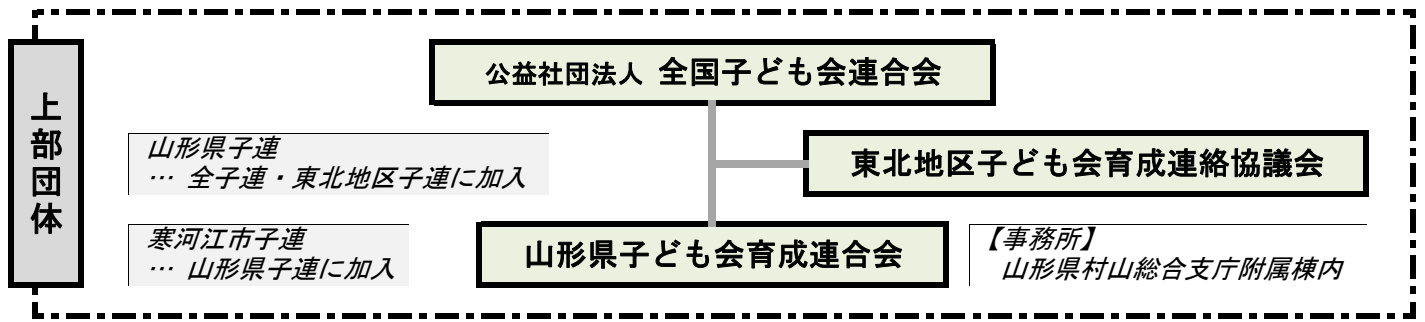 上部団体
公益社団法人 全国子ども会連合会
山形県子連
… 全子連・東北地区子連に加入
東北地区子ども会育成連絡協議会
寒河江市子連
… 山形県子連に加入
山形県子ども会育成連合会
【事務所】
山形県村山総合支庁附属棟内